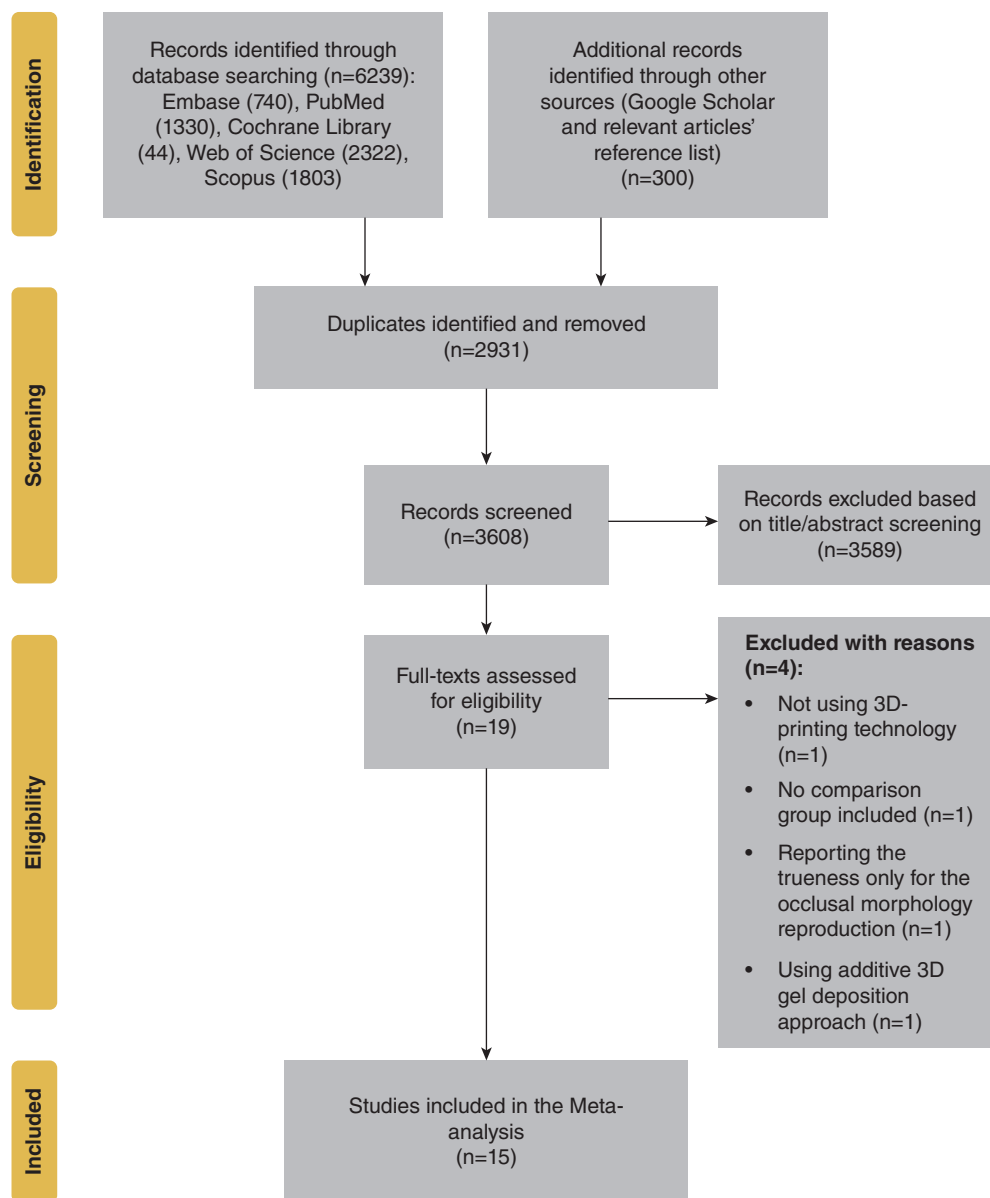 Identification
Records identified through
database searching (n=6239):
Embase (740), PubMed
(1330), Cochrane Library
(44), Web of Science (2322),
Scopus (1803)
Additional records
identified through other
sources (Google Scholar
and relevant articles’
reference list)
(n=300)
Screening
Duplicates identified and removed
(n=2931)
Records screened
(n=3608)
Records excluded based
on title/abstract screening
(n=3589)
Eligibility
Full-texts assessed
for eligibility
(n=19)
Excluded with reasons
(n=4):
• Not using 3D-
printing technology
(n=1)
• No comparison
group included (n=1)
• Reporting the
trueness only for the
occlusal morphology
reproduction (n=1)
• Using additive 3D
gel deposition
approach (n=1)
Included
Studies included in the Meta-
analysis
(n=15)